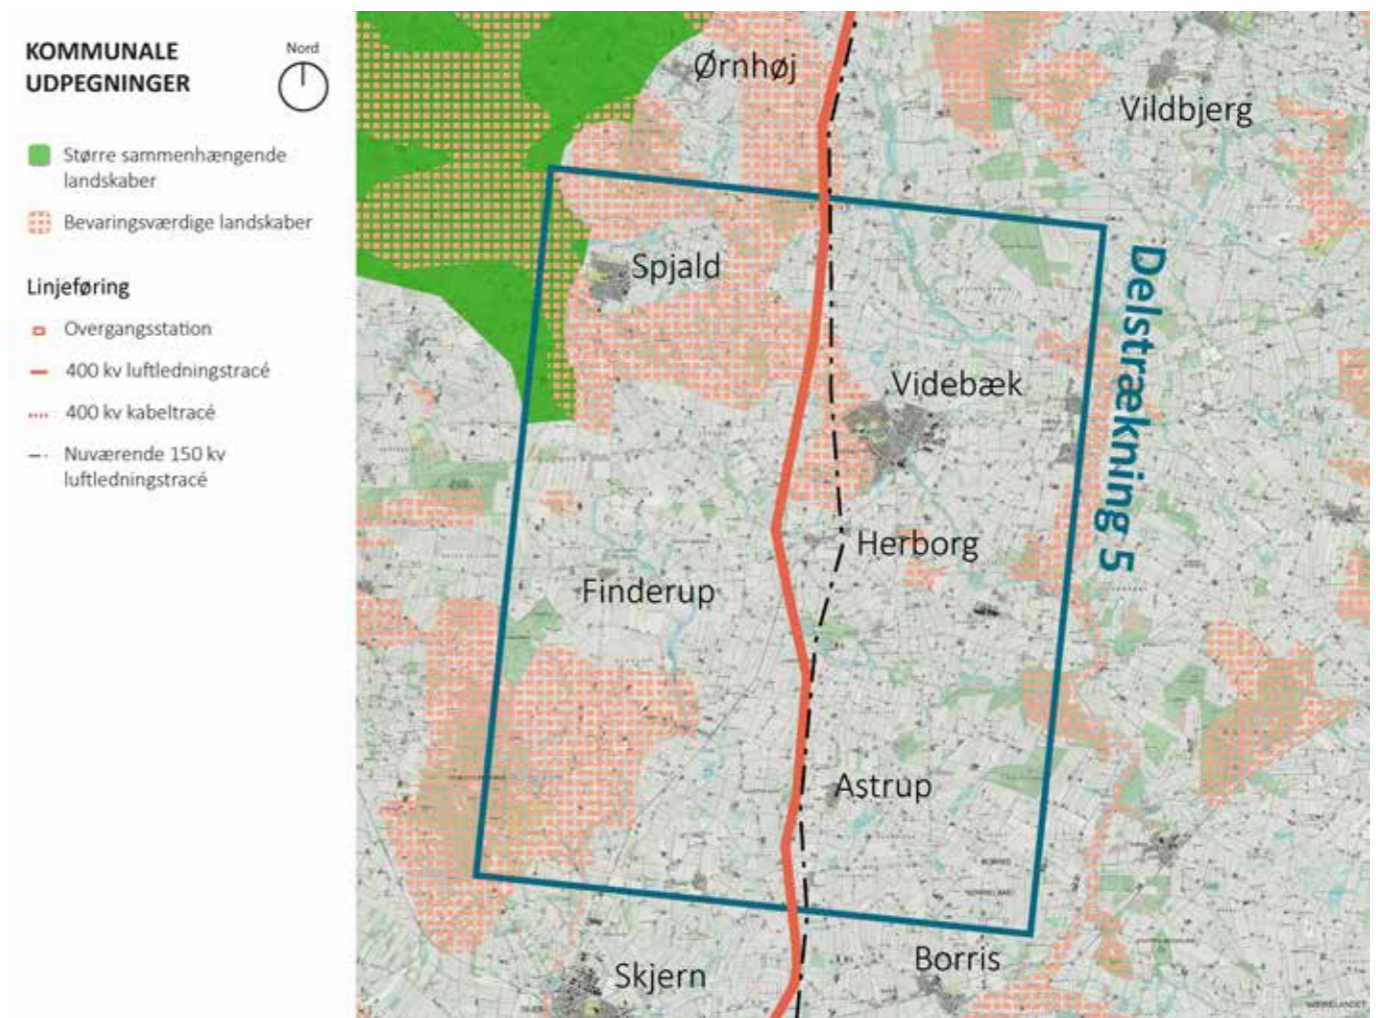 KOMMUNALE
UDPEGNINGER
Nord
Større sammenhængende
landskaber
Bevaringsværdige landskaber
Linjeføring
Overgangsstation
400 kv luftledningstracé
400 kv kabeltracé
Nuværende 150 kv
luftledningstracé
Ørnhøj
Vildbjerg
Spjald
Delstrækning 5
Videbæk
Herborg
Finderup
Astrup
BORRIS
Borris
Skjern